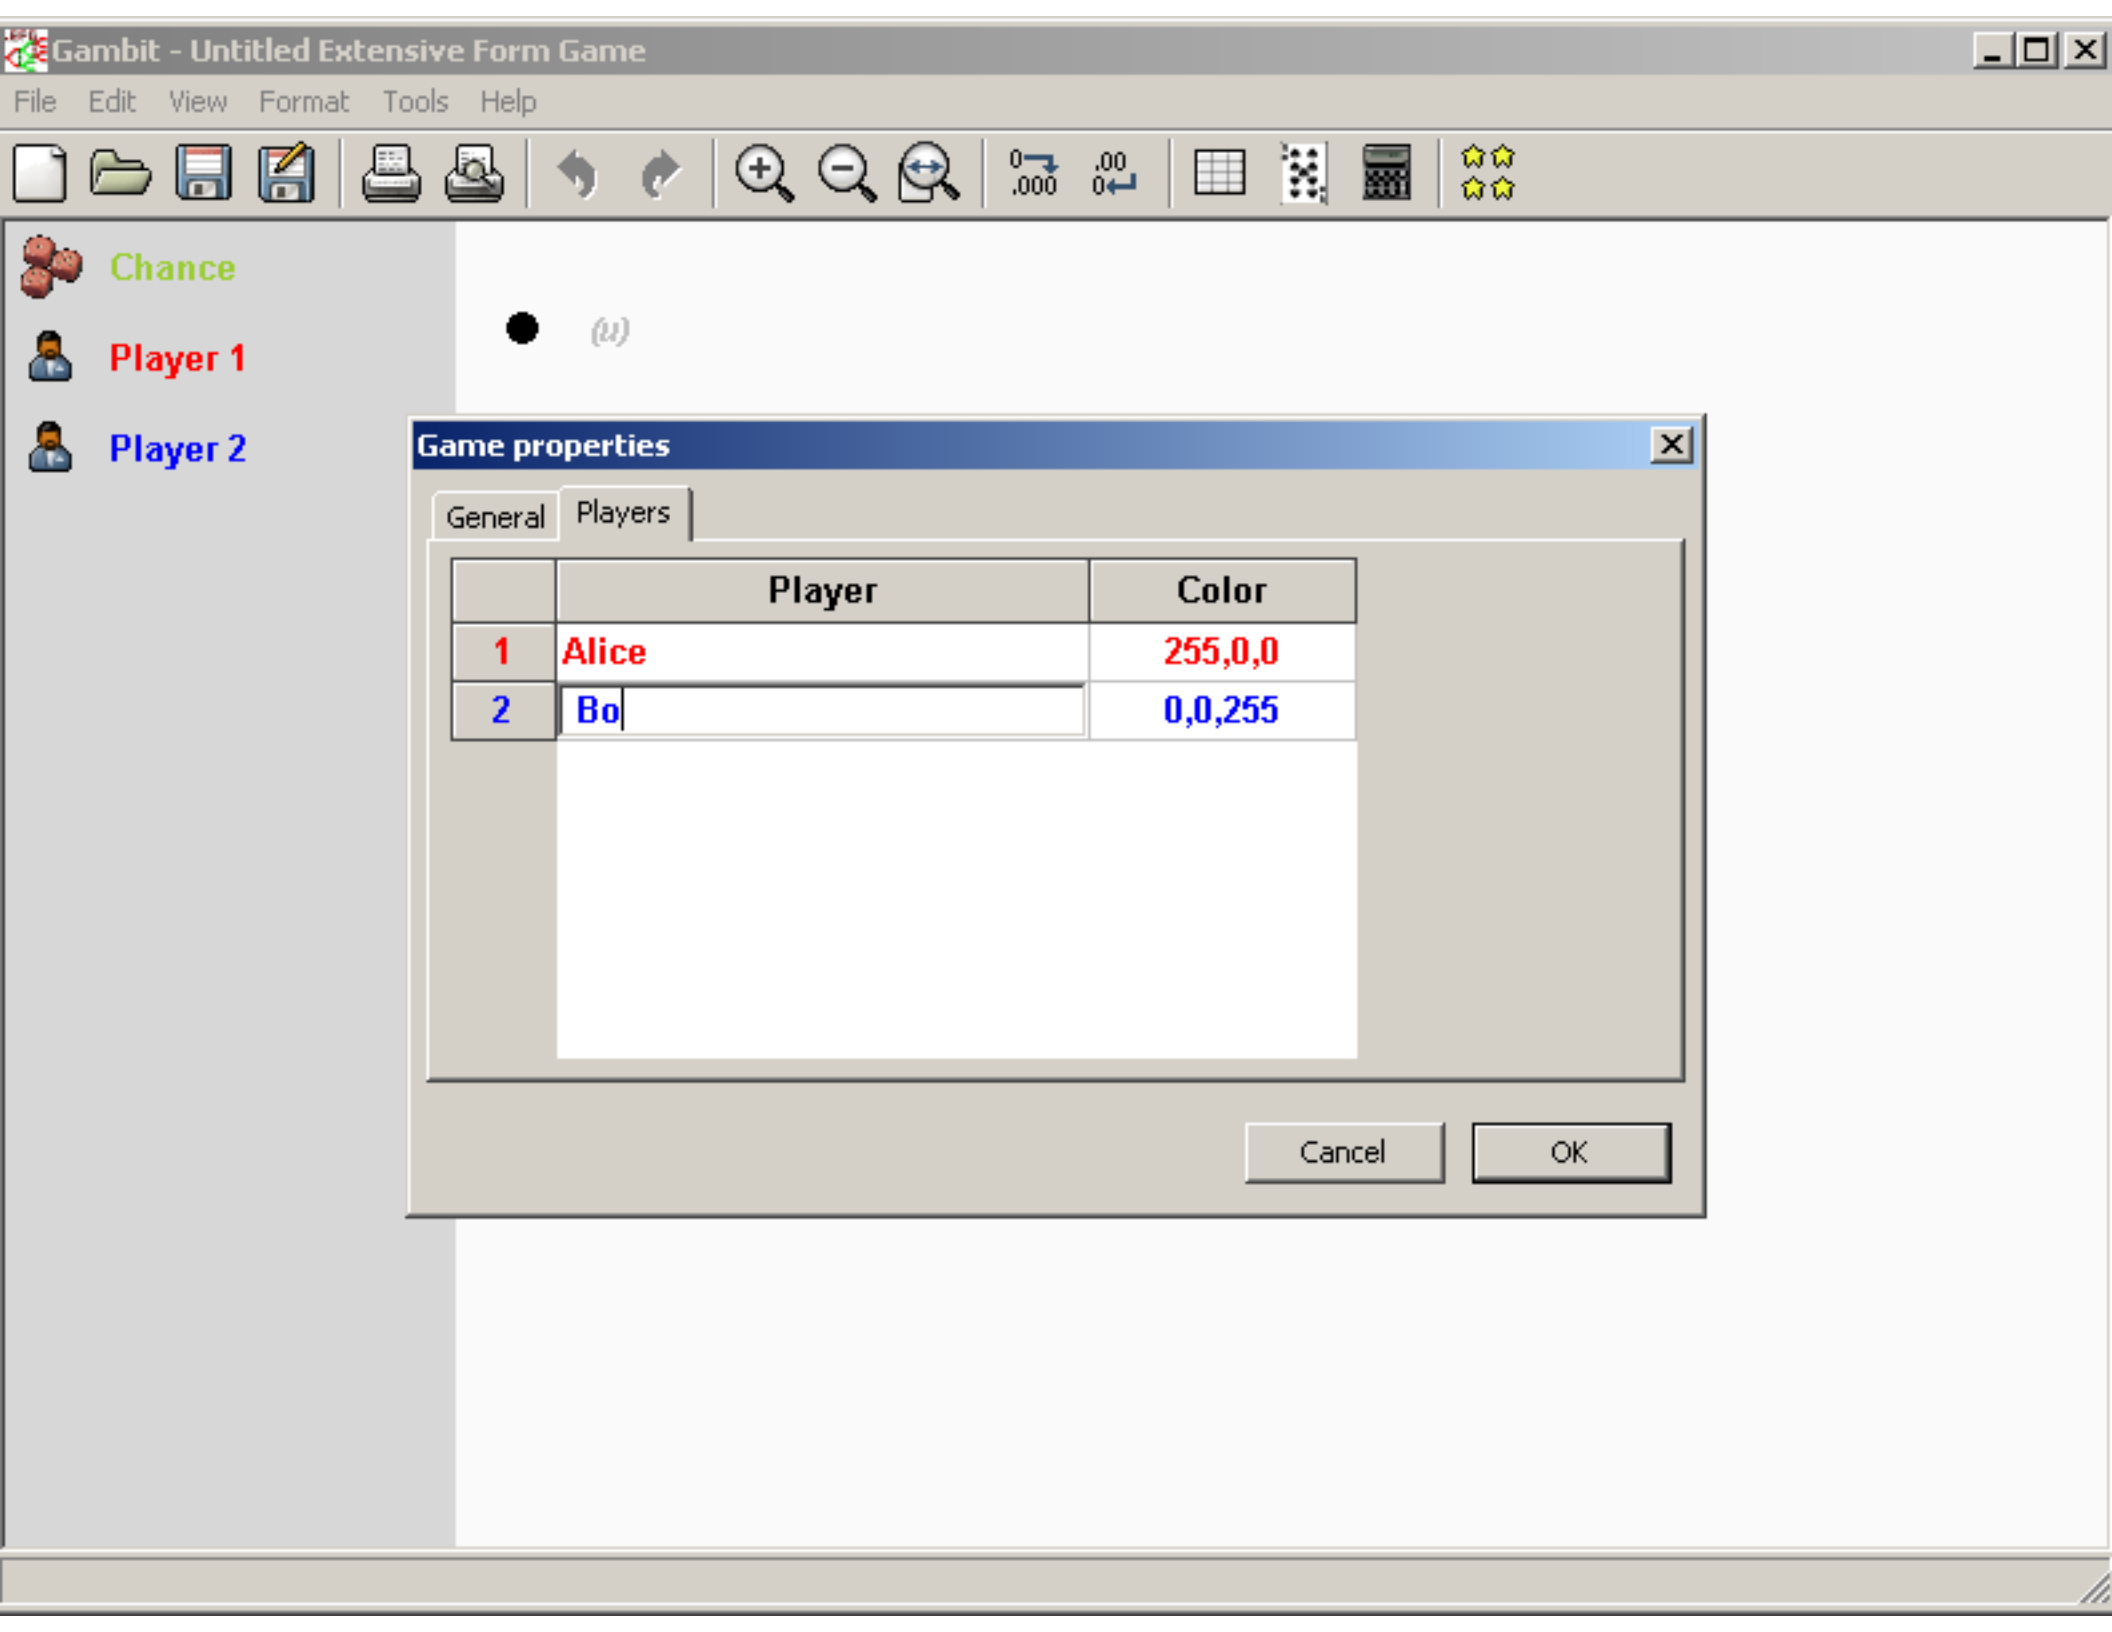 Gambit - Untitled Extensive Form Game
File Edit View Format Tools Help
0 .000 .00 0
Chance
(u)
Player 1
Player 2
Game properties
General Players
Player Color
1 Alice 255,0,0
2 Bo 0,0,255
Cancel OK